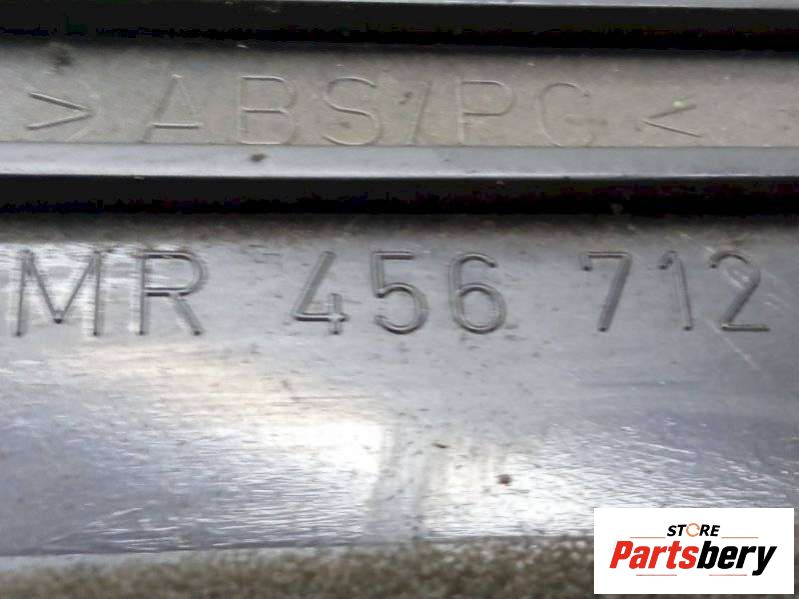 > ABS/PC <
MR 456 712
STORE
Partsbery